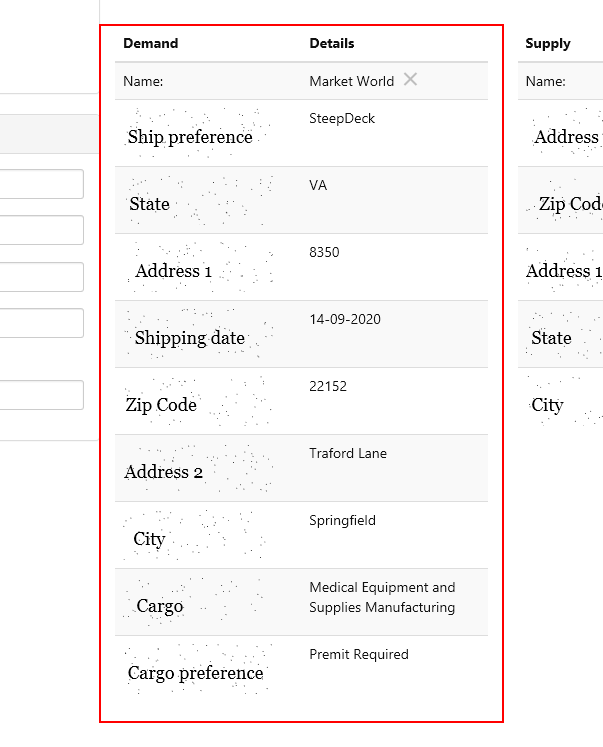 Demand Details Supply
Name: Market World Name:
Ship preference SteepDeck Address
State VA Zip Code
Address 1 8350 Address 1
Shipping date 14-09-2020 State
Zip Code 22152 City
Address 2 Traford Lane
City Springfield
Cargo Medical Equipment and
Supplies Manufacturing
Cargo preference Premit Required